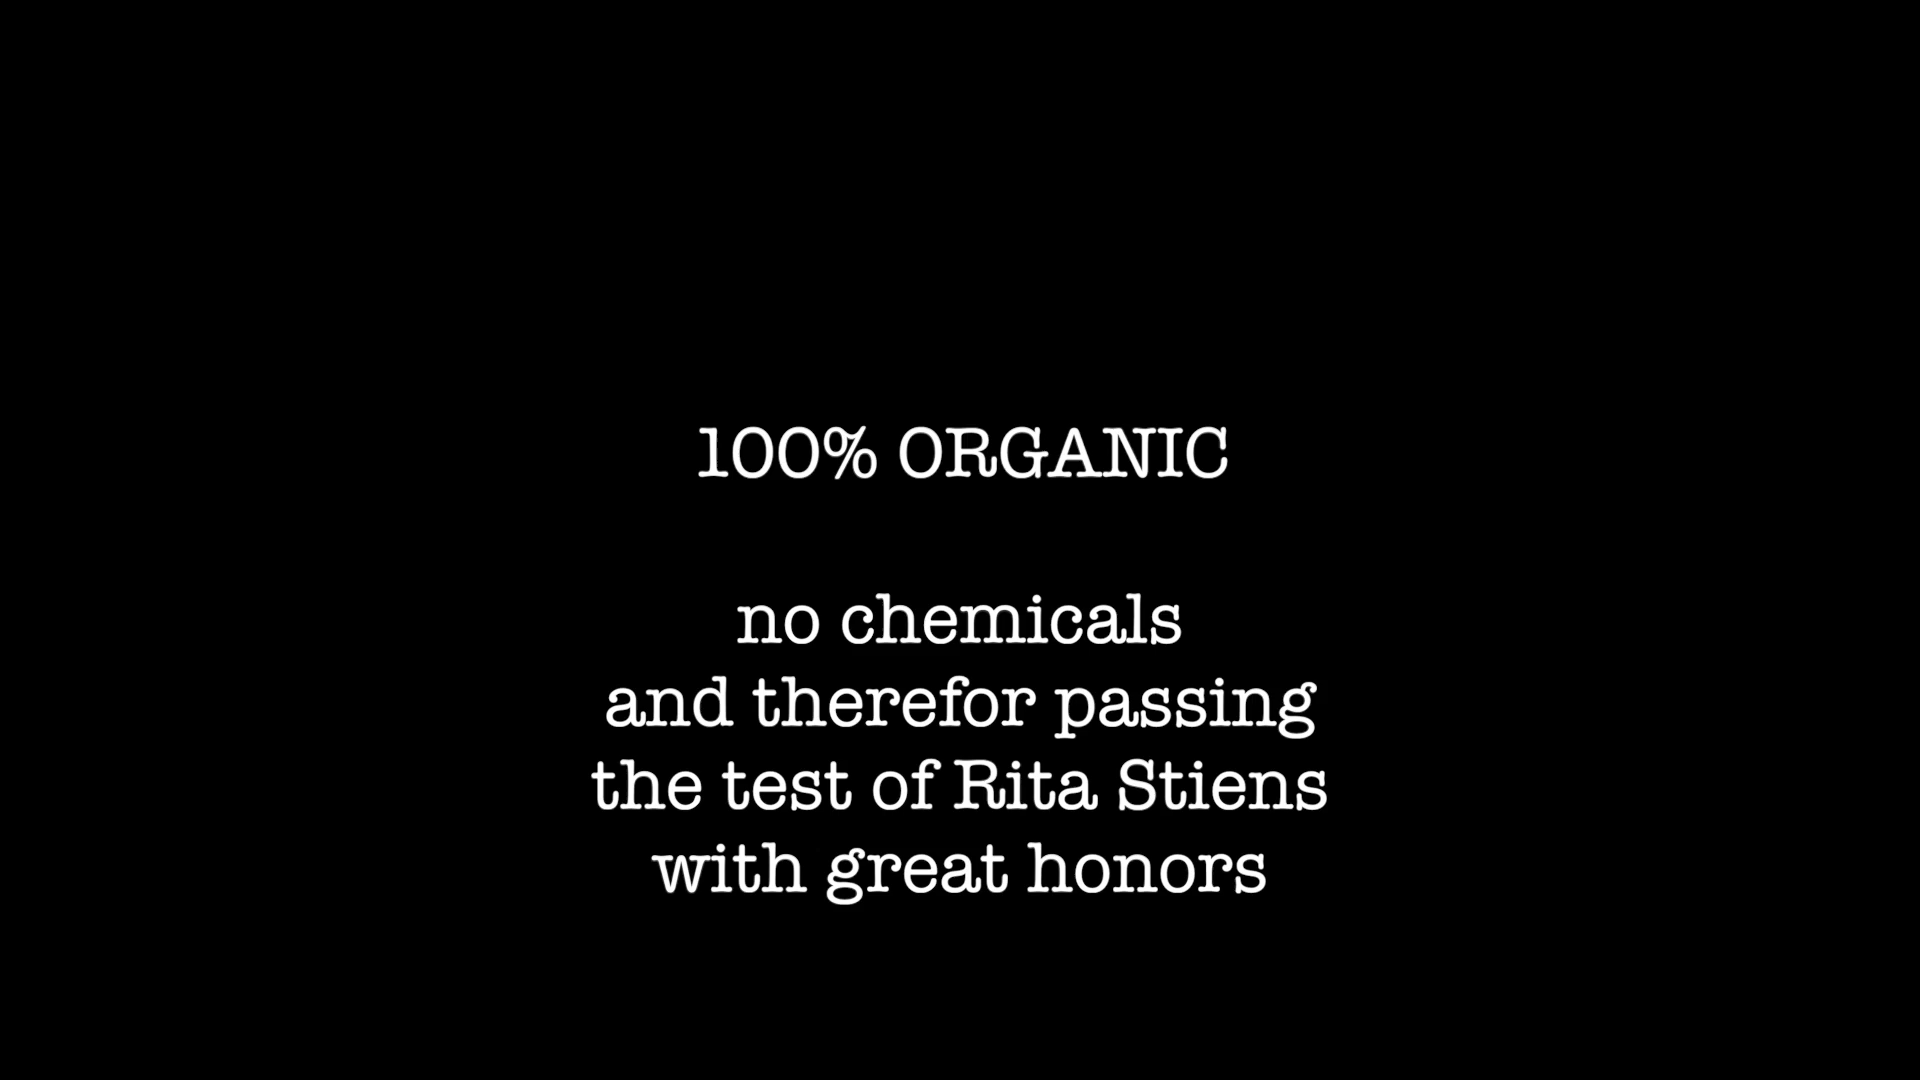 100% ORGANIC
no chemicals
and therefor passing
the test of Rita Stiens
with great honors